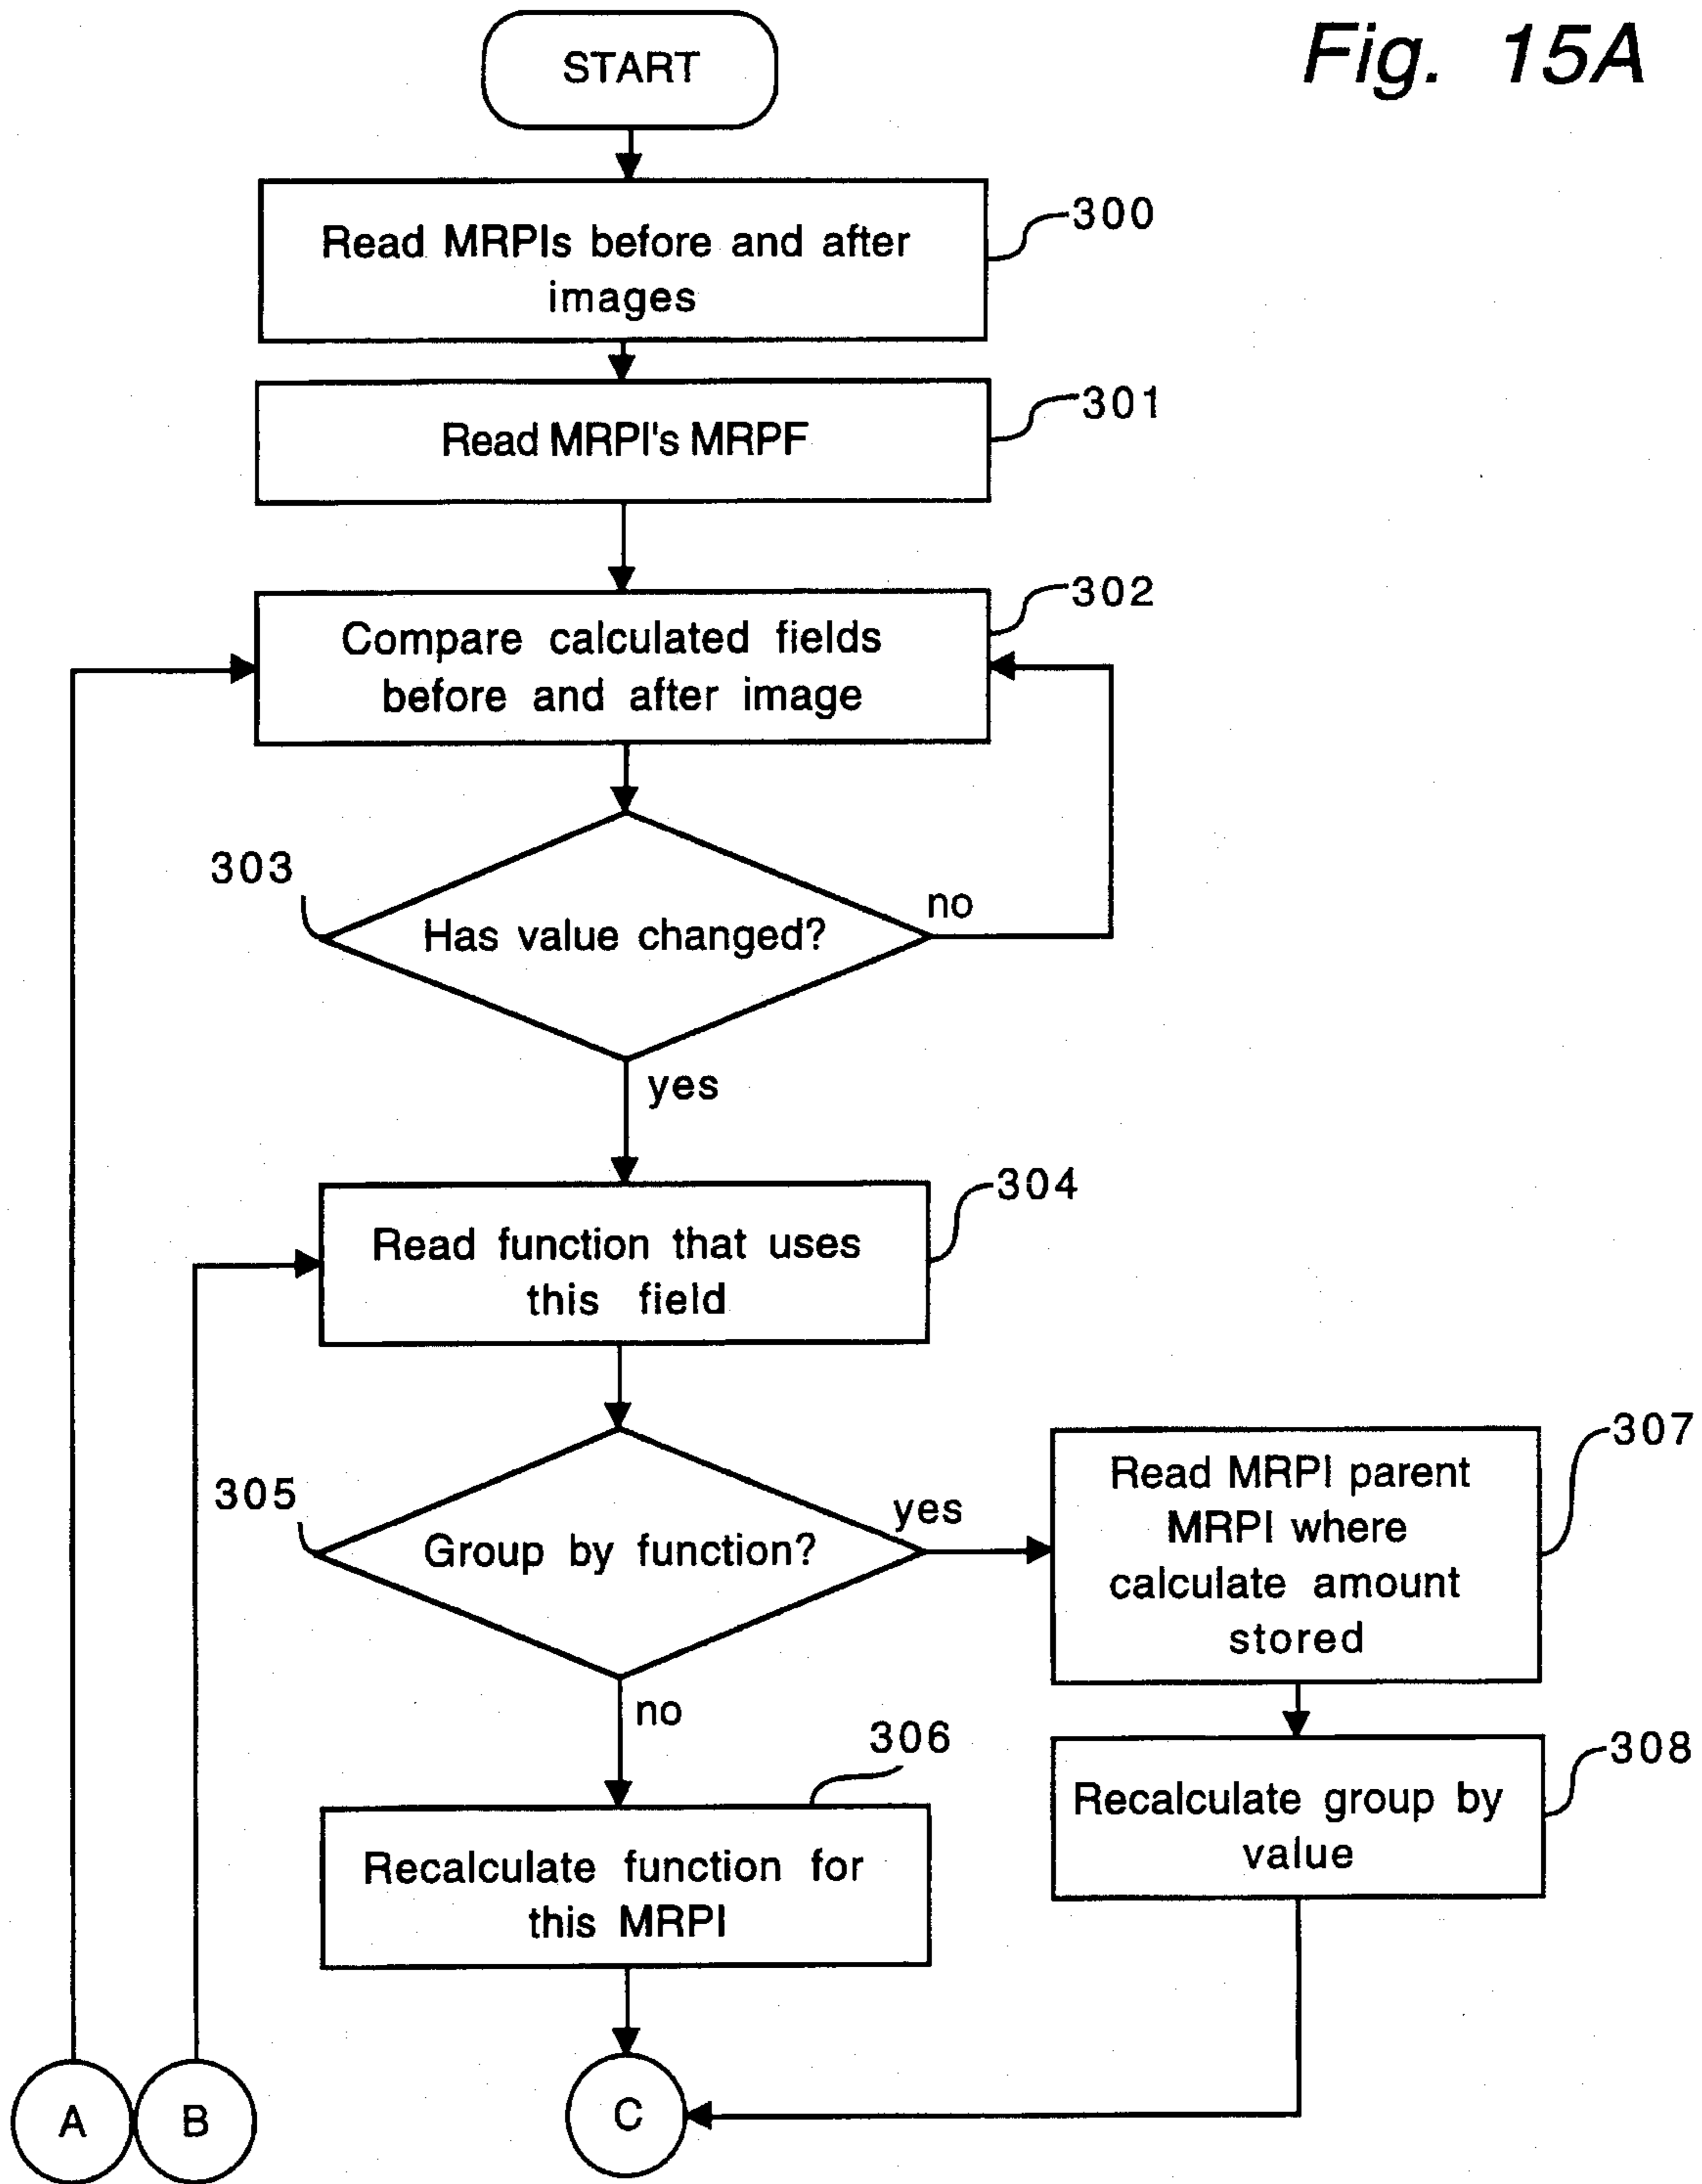 Fig. 15A
START
300
Read MRPIs before and after
images
301
Read MRPI's MRPF
302
Compare calculated fields
before and after image
303
Has value changed?
no
yes
304
Read function that uses
this field
305
Group by function?
yes
no
307
Read MRPI parent
MRPI where
calculate amount
stored
306
Recalculate function for
this MRPI
308
Recalculate group by
value
A
B
C